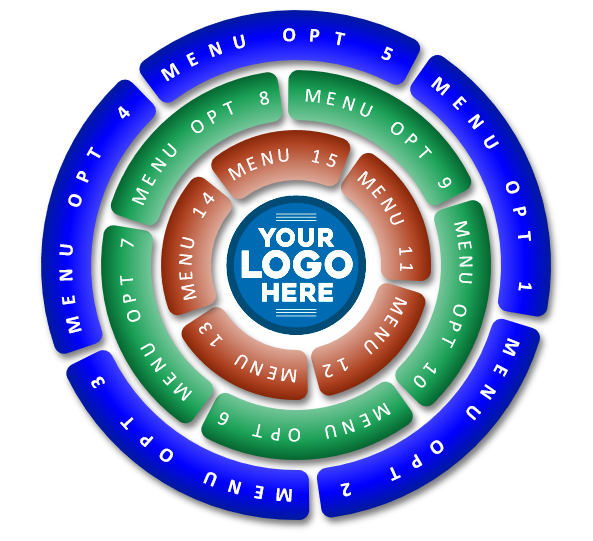 MENU OPT 1
MENU OPT 2
MENU OPT 3
MENU OPT 4
MENU OPT 5
MENU OPT 6
MENU OPT 7
MENU OPT 8
MENU OPT 9
MENU OPT 10
MENU 11
MENU 12
MENU 13
MENU 14
MENU 15
YOUR
LOGO
HERE